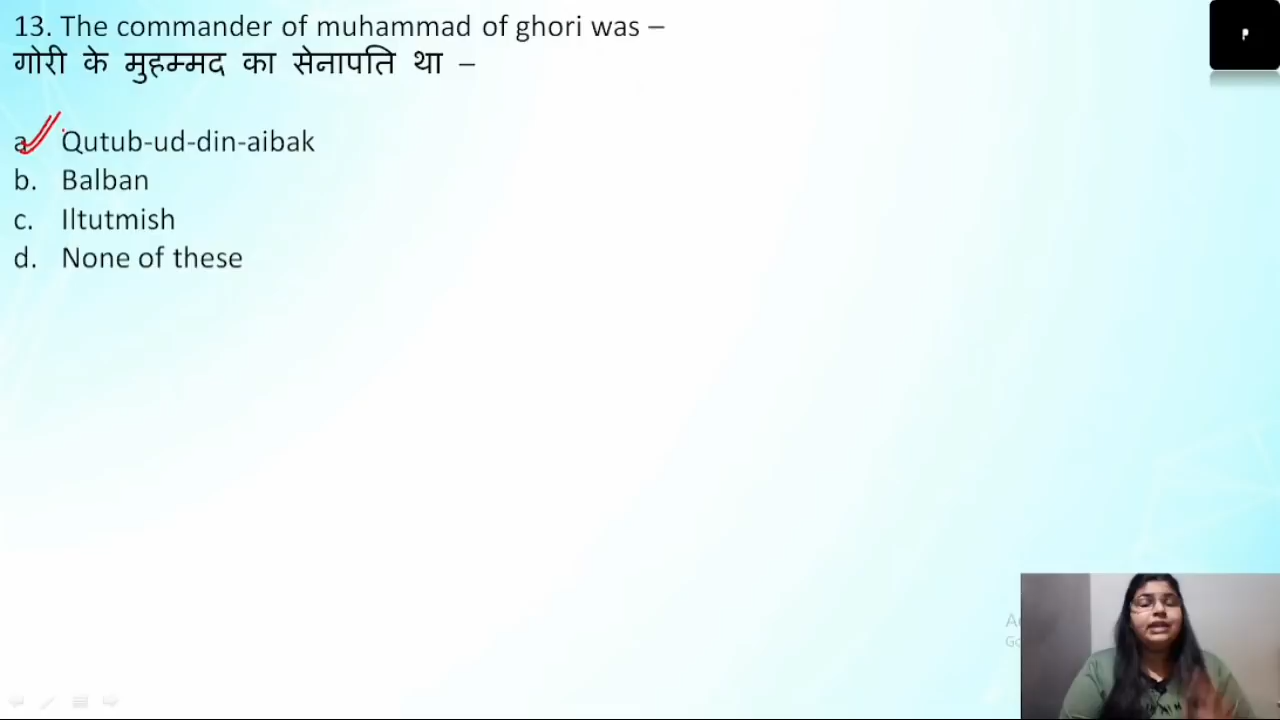 13. The commander of muhammad of ghori was –
गोरी के मुहम्मद का सेनापति था –
a Qutub-ud-din-aibak
b. Balban
c. Iltutmish
d. None of these